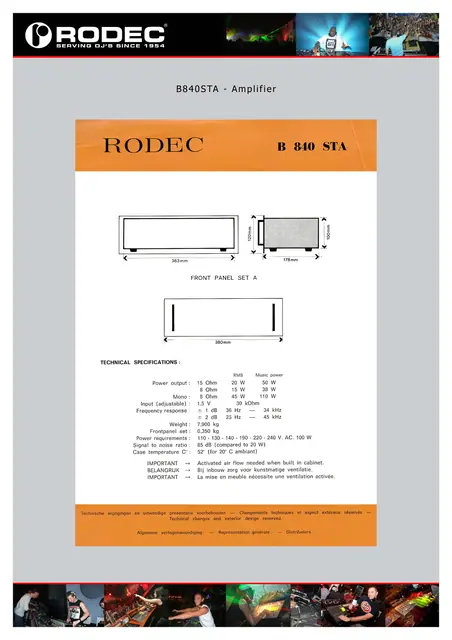 RODEC®
SERVING DJ'S SINCE 1954
B840STA - Amplifier
RODEC B 840 STA
363mm
120mm
100mm
178mm
FRONT PANEL SET A
380mm
TECHNICAL SPECIFICATIONS :
RMS Music power
Power output : 15 Ohm 20 W 50 W
8 Ohm 15 W 38 W
Mono : 8 Ohm 45 W 110 W
Input (adjustable) : 1,5 V 30 kOhm
Frequency response : ± 1 dB 36 Hz — 34 kHz
± 2 dB 25 Hz — 45 kHz
Weight : 7,900 kg
Frontpanel set : 0,350 kg
Power requirements : 110 - 130 - 140 - 190 - 220 - 240 V. AC. 100 W
Signal to noise ratio : 85 dB (compared to 20 W)
Case temperature C° : 52° (for 20° C ambiant)
IMPORTANT → Activated air flow needed when built in cabinet.
BELANGRIJK → Bij inbouw zorg voor kunstmatige ventilatie.
IMPORTANT → La mise en meuble nécessite une ventilation activée.
Technische wijzigingen en uitwendige presentatie voorbehouden — Changements techniques et aspect extérieur réservés —
Technical changes and exterior design reserved.
Algemene vertegenwoordiging — Représentation générale — Distributors